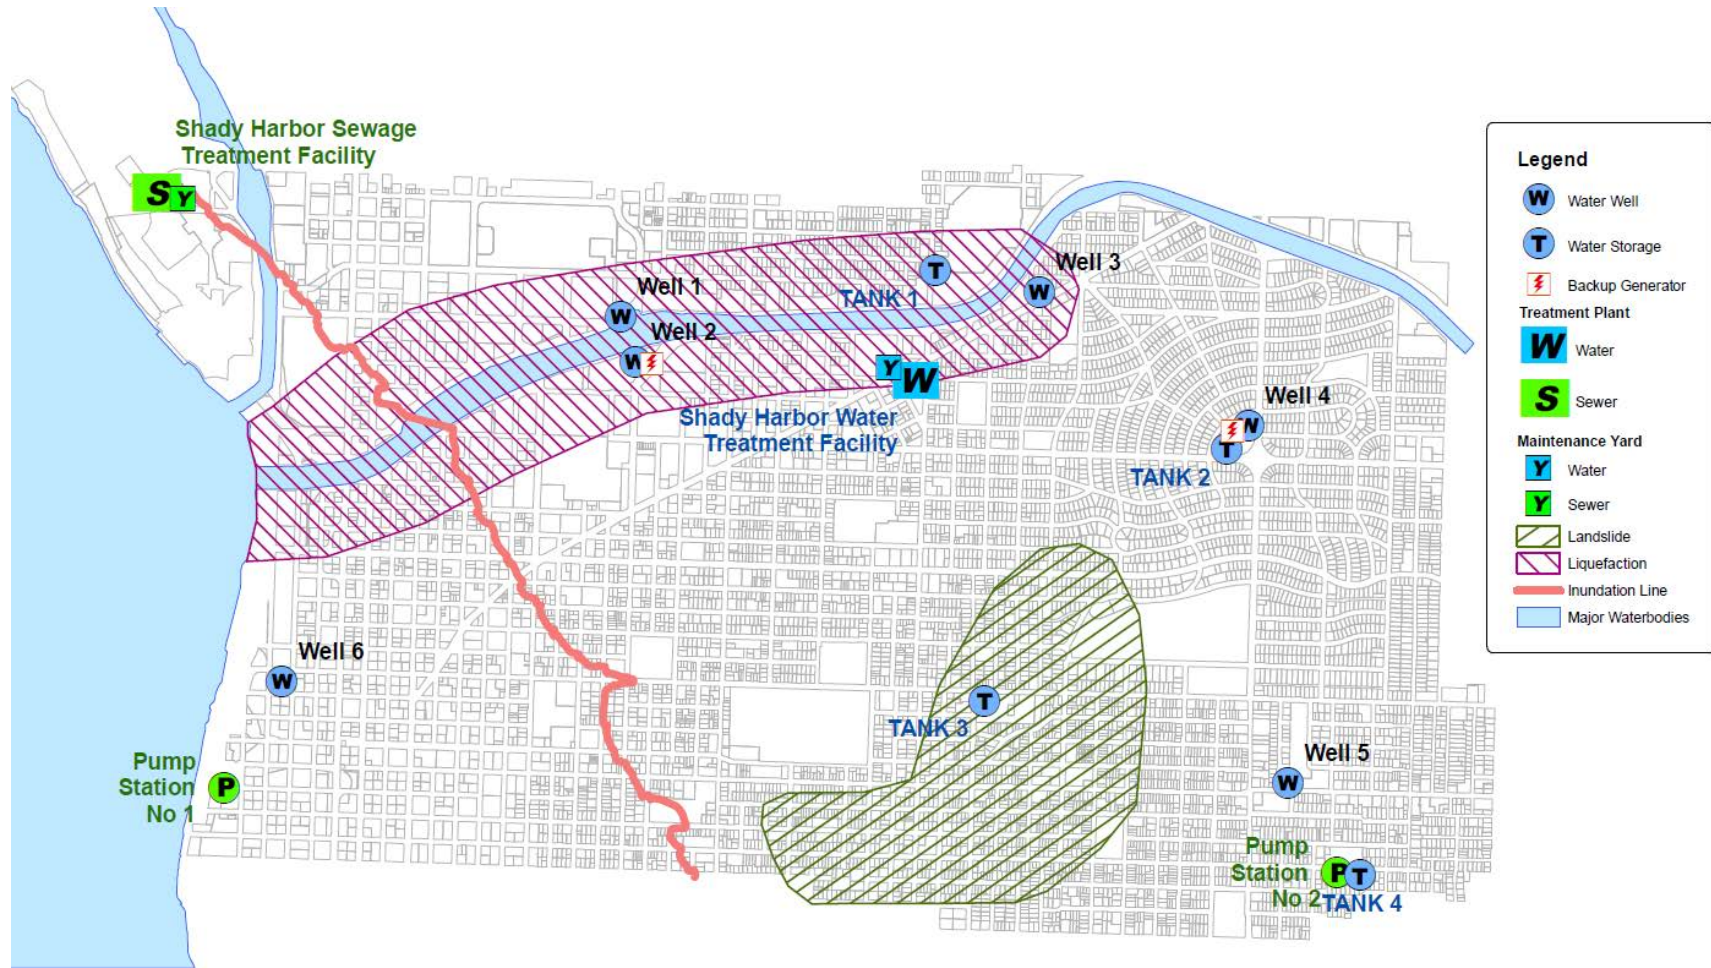 Shady Harbor Sewage
Treatment Facility
S
Y
Well 1
W
Well 2
W
T
TANK 1
Well 3
W
Y
W
Shady Harbor Water
Treatment Facility
Well 4
W
T
TANK 2
Well 6
W
T
TANK 3
Pump
Station
No 1
P
Well 5
W
Pump
Station
No 2
P
T
TANK 4
Legend
W Water Well
T Water Storage
Backup Generator
Treatment Plant
W Water
S Sewer
Maintenance Yard
Y Water
Y Sewer
Landslide
Liquefaction
Inundation Line
Major Waterbodies